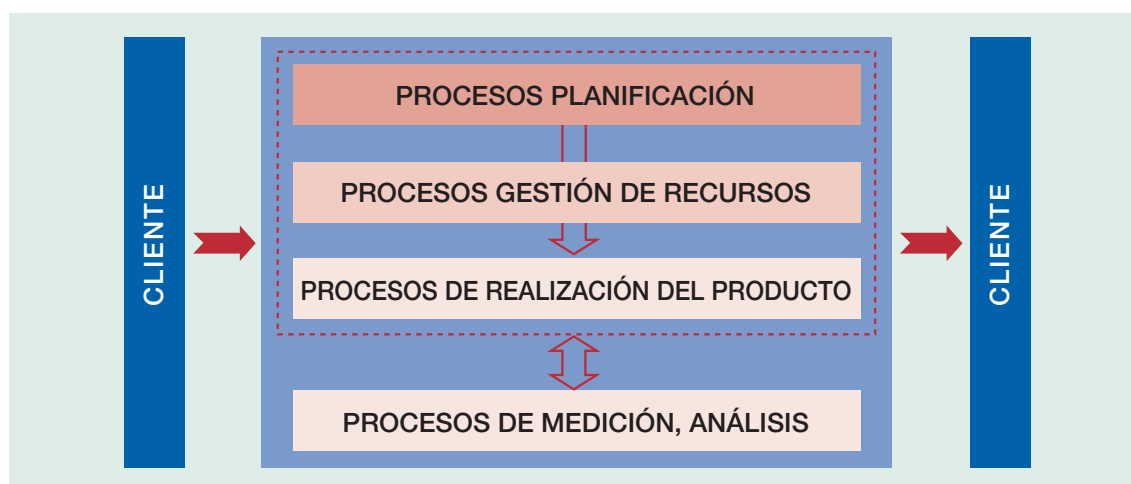 CLIENTE
PROCESOS PLANIFICACIÓN
PROCESOS GESTIÓN DE RECURSOS
PROCESOS DE REALIZACIÓN DEL PRODUCTO
PROCESOS DE MEDICIÓN, ANÁLISIS
CLIENTE